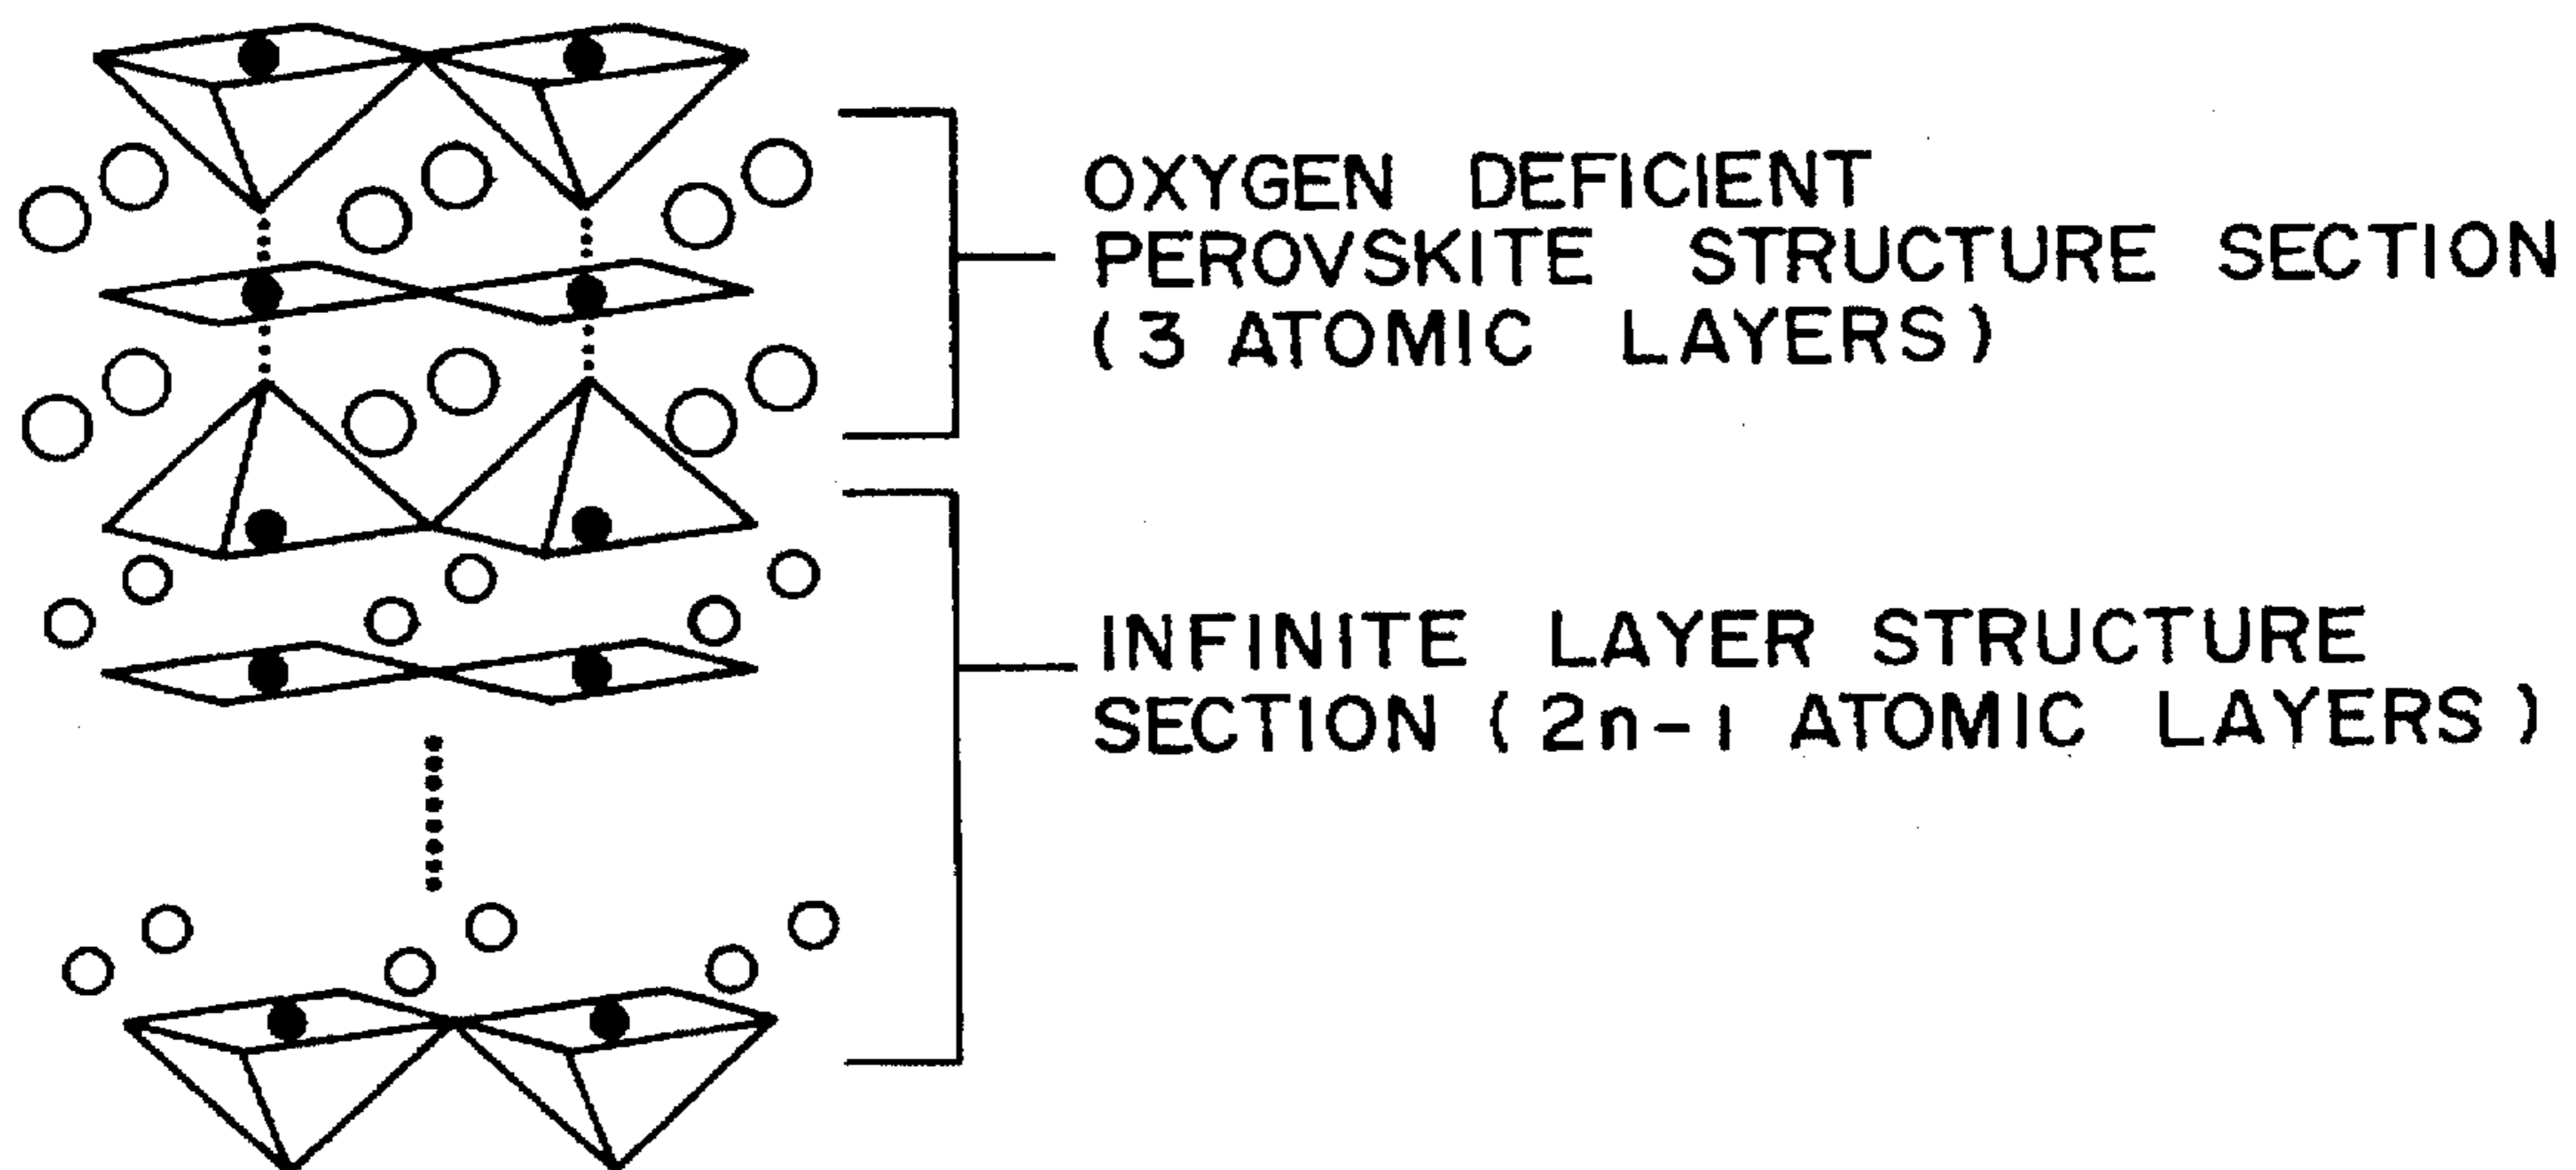 OXYGEN DEFICIENT
PEROVSKITE STRUCTURE SECTION
(3 ATOMIC LAYERS)
INFINITE LAYER STRUCTURE
SECTION (2n-1 ATOMIC LAYERS)